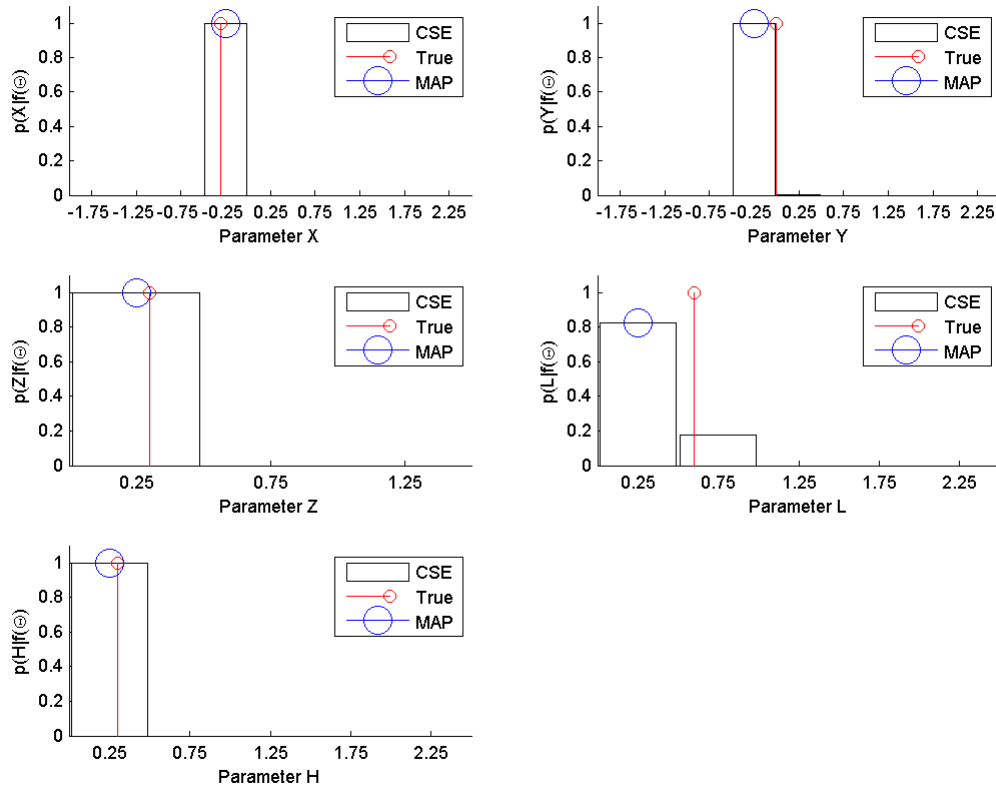 1
0.8
0.6
0.4
0.2
0
p(X|f(Θ)
CSE
True
MAP
-1.75 -1.25 -0.75 -0.25 0.25 0.75 1.25 1.75 2.25
Parameter X
1
0.8
0.6
0.4
0.2
0
p(Y|f(Θ)
CSE
True
MAP
-1.75 -1.25 -0.75 -0.25 0.25 0.75 1.25 1.75 2.25
Parameter Y
1
0.8
0.6
0.4
0.2
0
p(Z|f(Θ)
CSE
True
MAP
0.25 0.75 1.25
Parameter Z
1
0.8
0.6
0.4
0.2
0
p(L|f(Θ)
CSE
True
MAP
0.25 0.75 1.25 1.75 2.25
Parameter L
1
0.8
0.6
0.4
0.2
0
p(H|f(Θ)
CSE
True
MAP
0.25 0.75 1.25 1.75 2.25
Parameter H